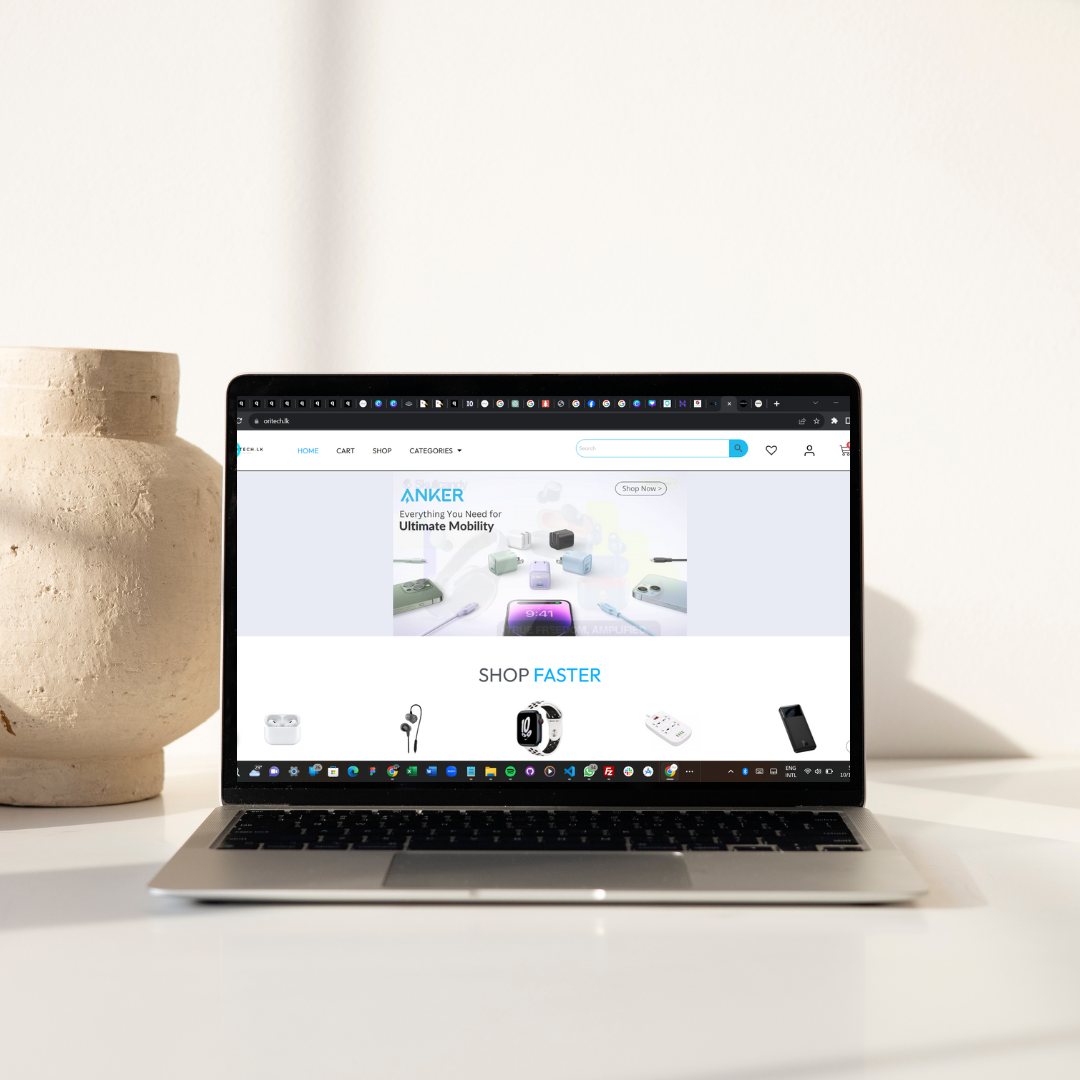 oritech.lk
TECH.LK
HOME
CART
SHOP
CATEGORIES
Search
ANKER
Shop Now >
Everything You Need for
Ultimate Mobility
9:41
SHOP FASTER
ENG
INTL